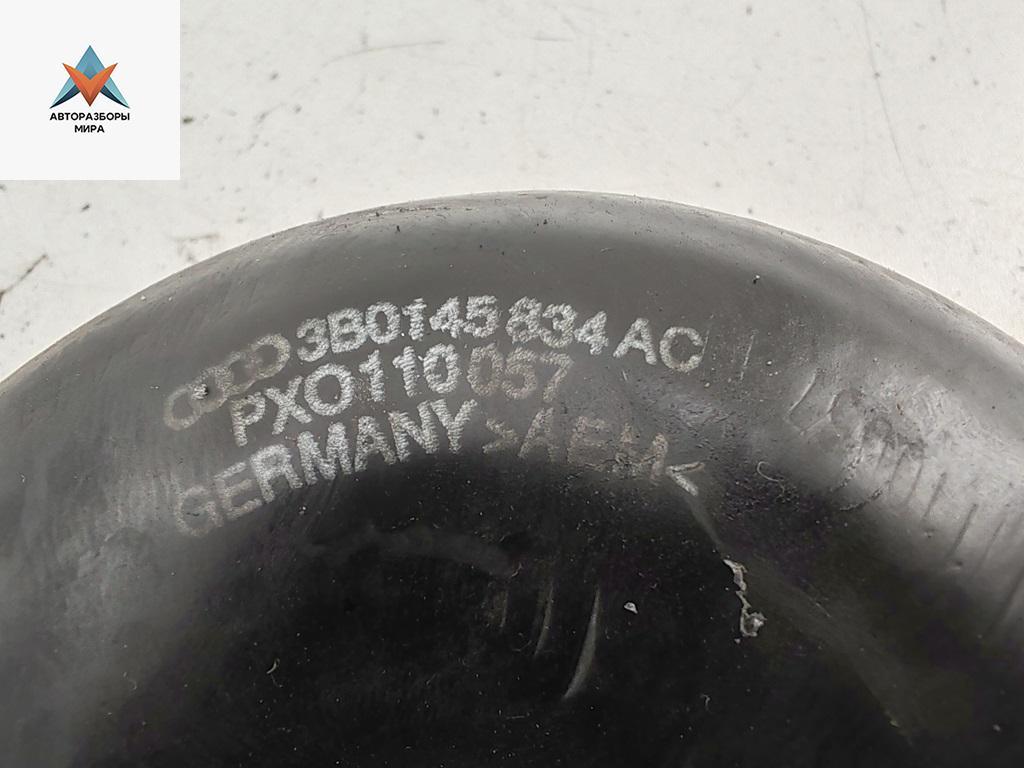 АВТОРАЗБОРЫ
МИРА
3B0145834AC
PXO110057
GERMANY >AEM<